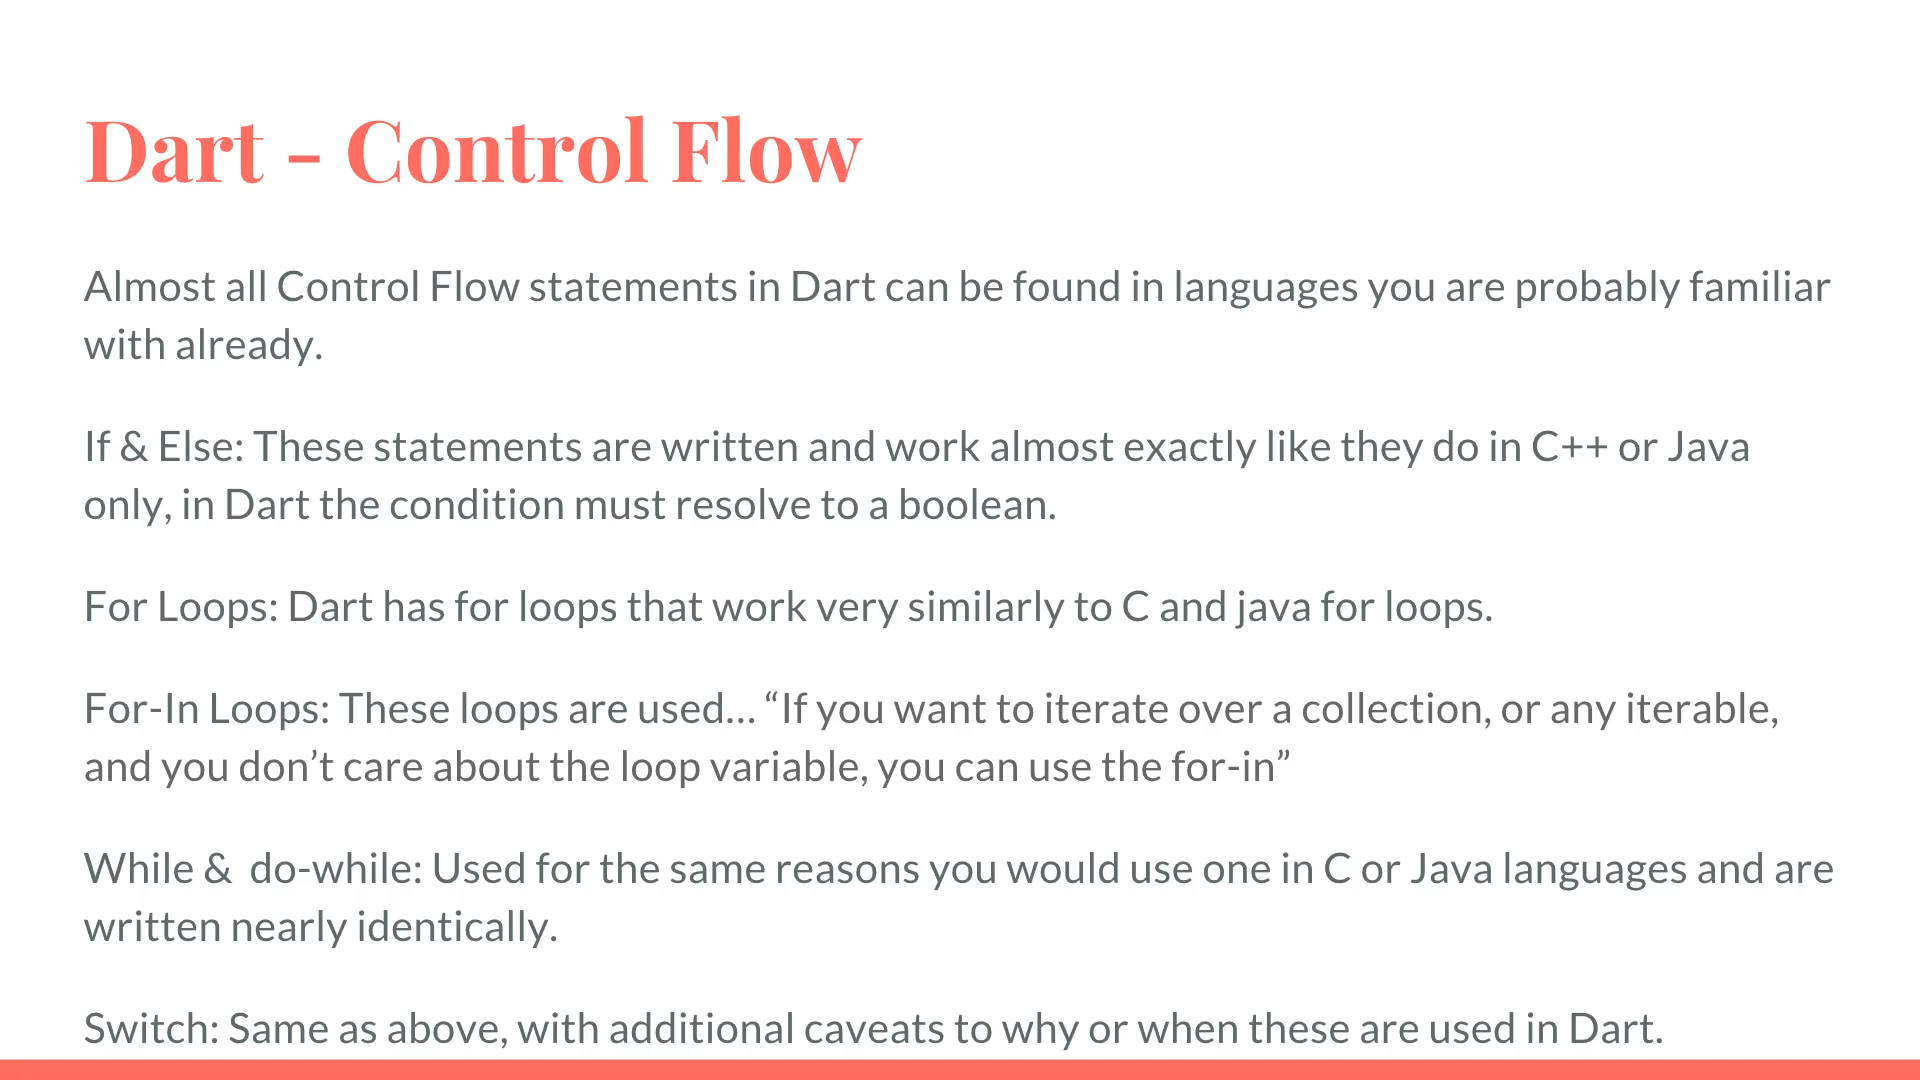 Dart - Control Flow
Almost all Control Flow statements in Dart can be found in languages you are probably familiar
with already.
If & Else: These statements are written and work almost exactly like they do in C++ or Java
only, in Dart the condition must resolve to a boolean.
For Loops: Dart has for loops that work very similarly to C and java for loops.
For-In Loops: These loops are used… “If you want to iterate over a collection, or any iterable,
and you don’t care about the loop variable, you can use the for-in”
While &  do-while: Used for the same reasons you would use one in C or Java languages and are
written nearly identically.
Switch: Same as above, with additional caveats to why or when these are used in Dart.